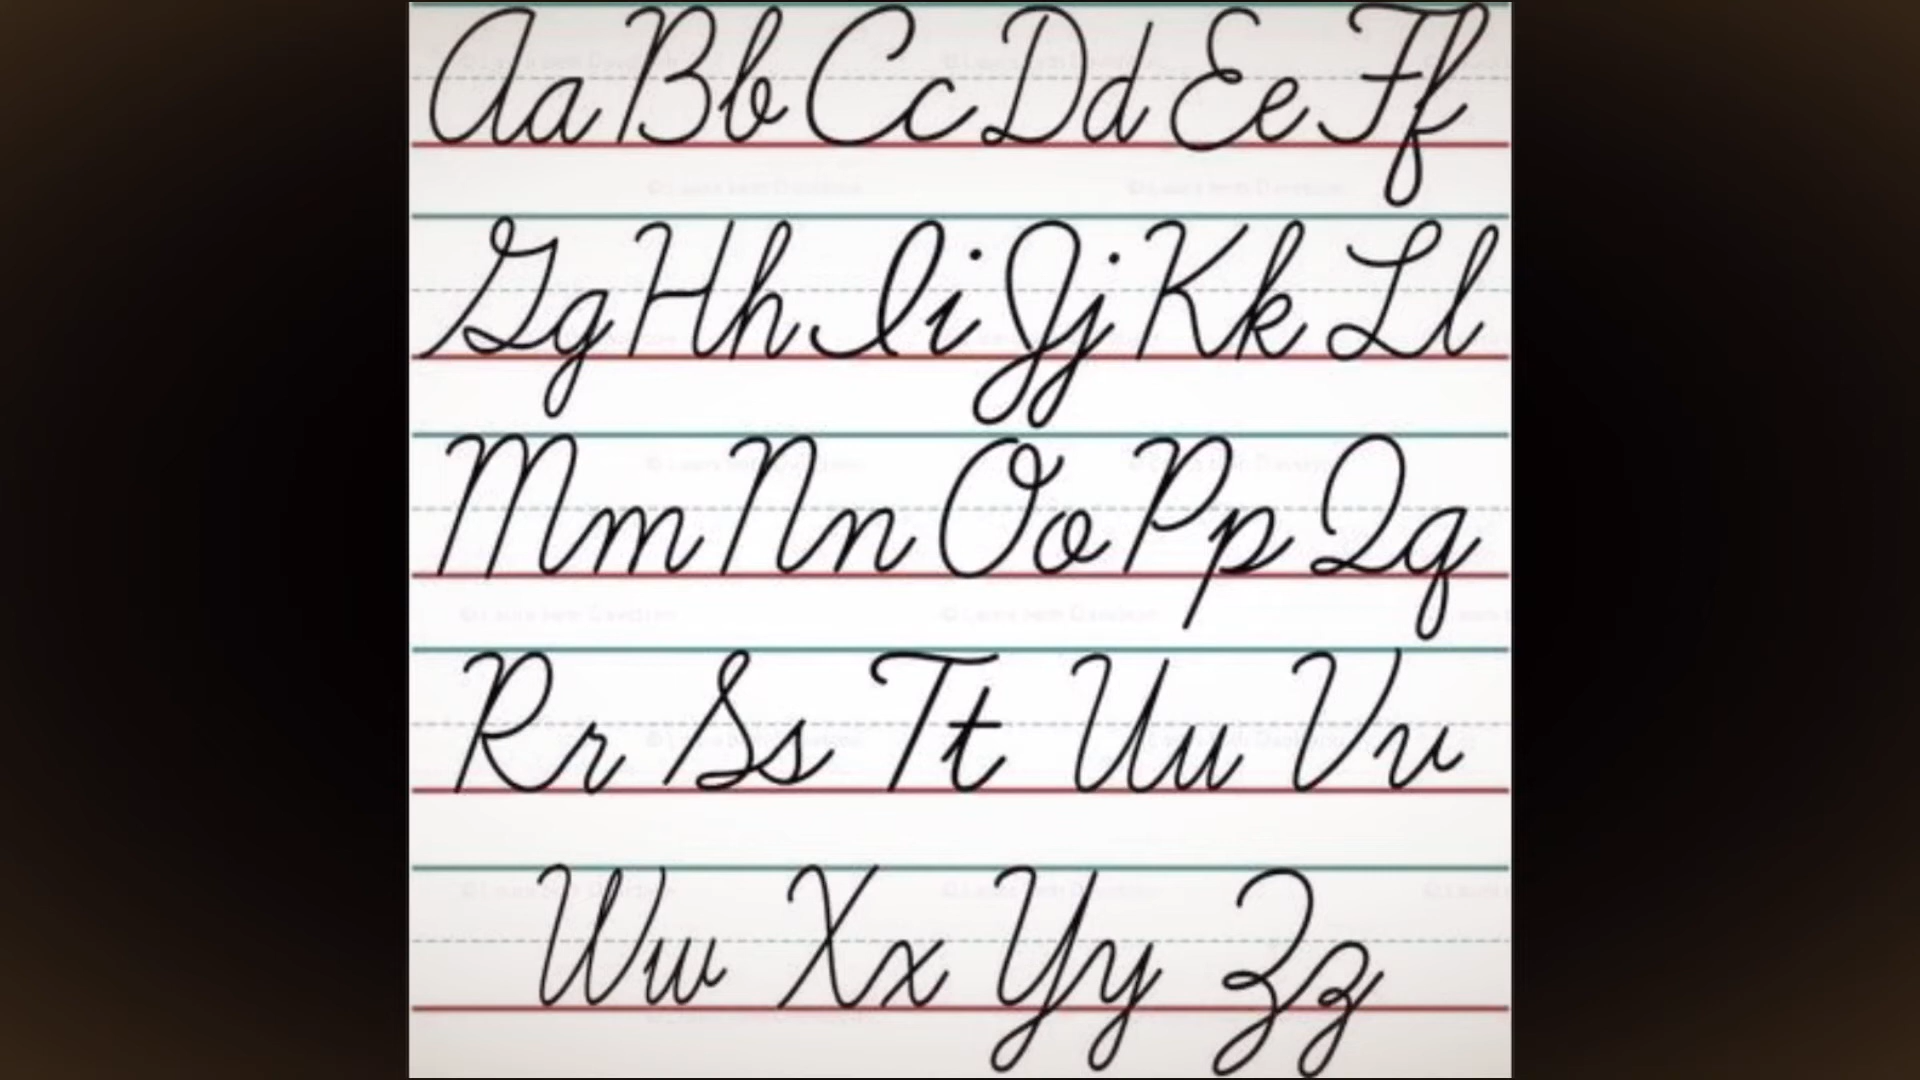 Aa Bb Cc Dd Ee Ff
Gg Hh Ii Jj Kk Ll
Mm Nn Oo Pp Qq
Rr Ss Tt Uu Vv
Ww Xx Yy Zz